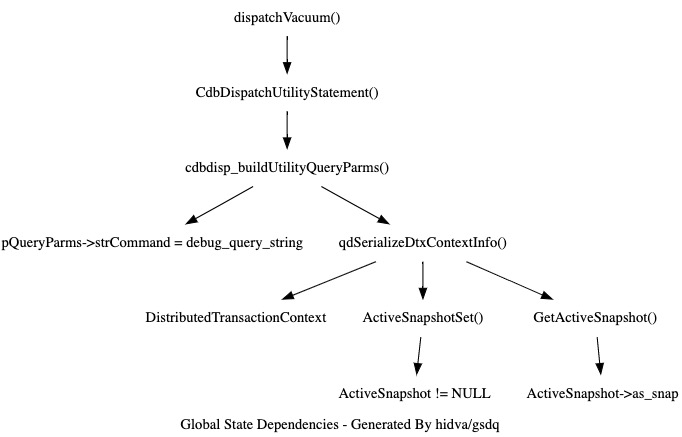 dispatchVacuum()
CdbDispatchUtilityStatement()
cdbdisp_buildUtilityQueryParms()
pQueryParms->strCommand = debug_query_string
qdSerializeDtxContextInfo()
DistributedTransactionContext
ActiveSnapshotSet()
GetActiveSnapshot()
ActiveSnapshot != NULL
ActiveSnapshot->as_snap
Global State Dependencies - Generated By hidva/gsdq